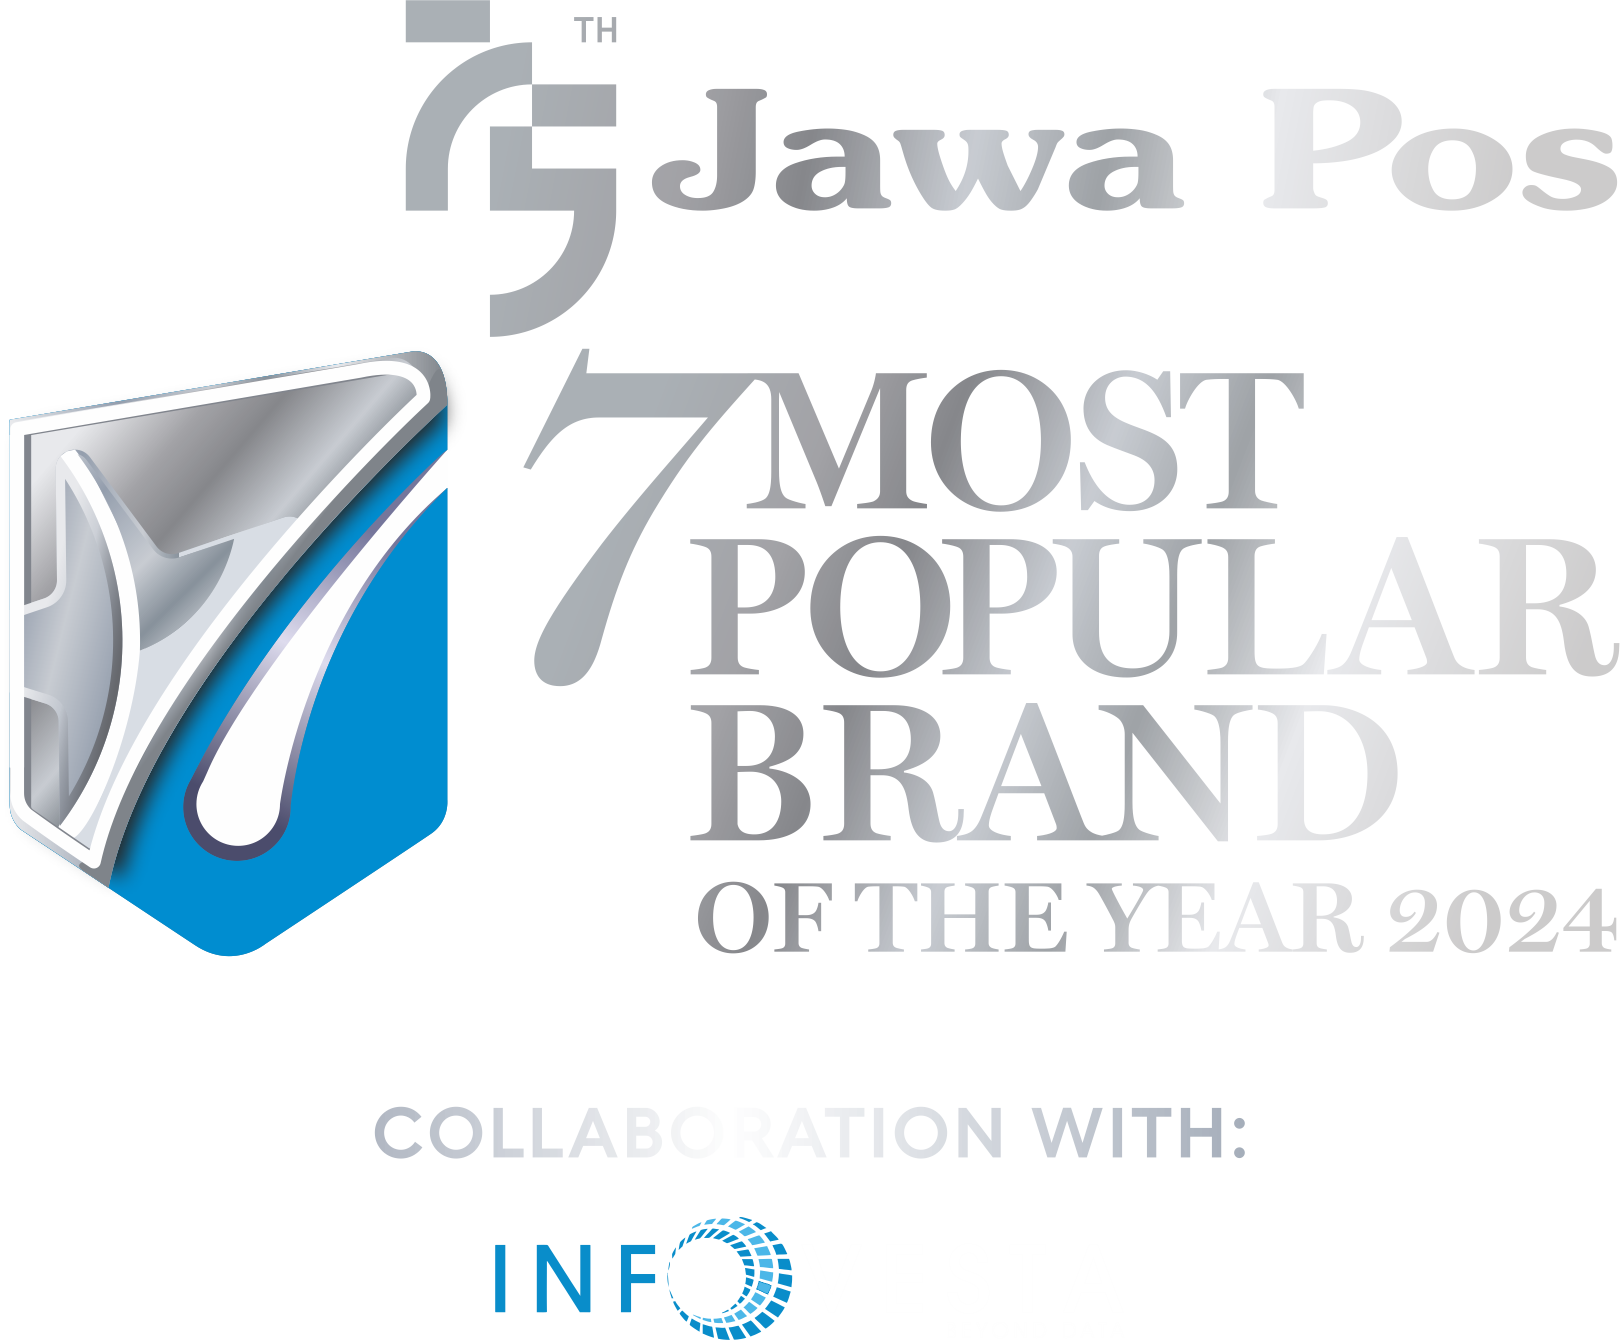 75TH Jawa Pos
7 MOST
POPULAR
BRAND
OF THE YEAR 2024
COLLABORATION WITH:
INFO